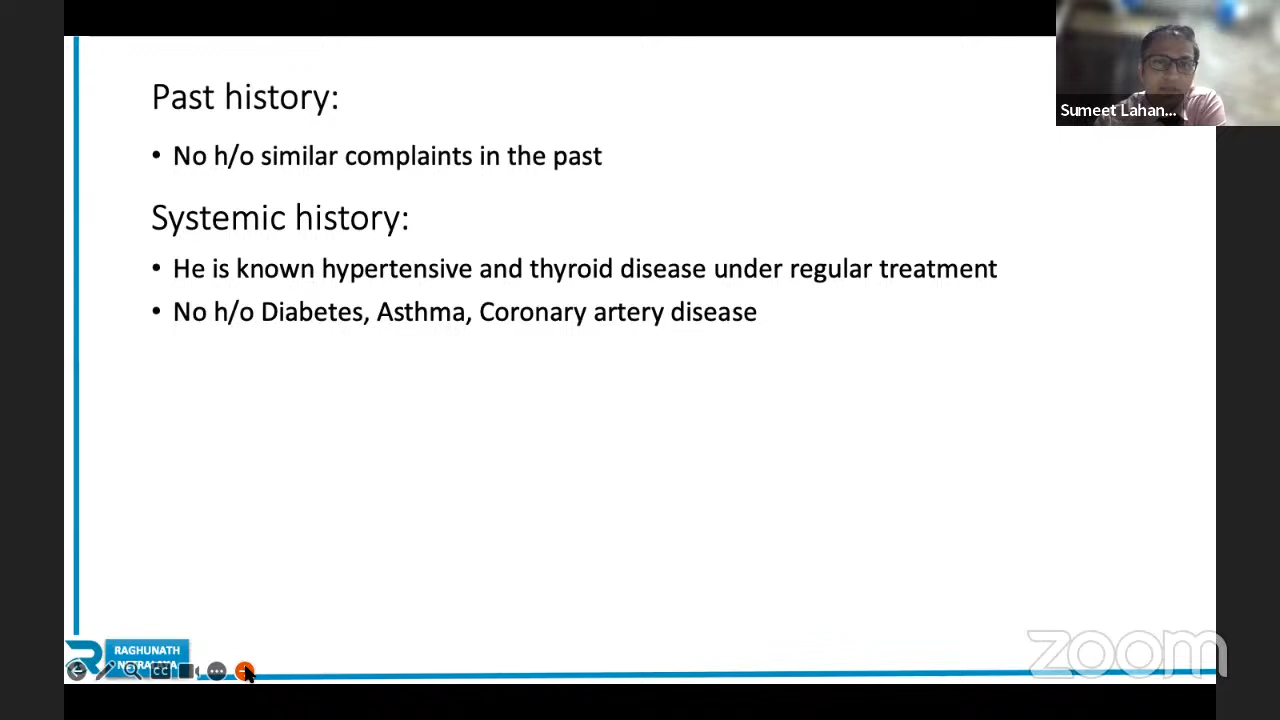 Past history:
• No h/o similar complaints in the past
Systemic history:
• He is known hypertensive and thyroid disease under regular treatment
• No h/o Diabetes, Asthma, Coronary artery disease
Sumeet Lahan...
RAGHUNATH
CC
zoom